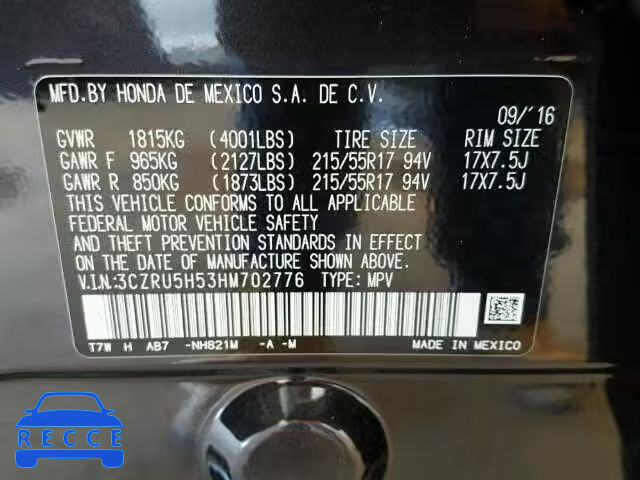 MFD.BY HONDA DE MEXICO S.A. DE C.V.
09/'16
GVWR 1815KG (4001LBS) TIRE SIZE RIM SIZE
GAWR F 965KG (2127LBS) 215/55R17 94V 17X7.5J
GAWR R 850KG (1873LBS) 215/55R17 94V 17X7.5J
THIS VEHICLE CONFORMS TO ALL APPLICABLE
FEDERAL MOTOR VEHICLE SAFETY
AND THEFT PREVENTION STANDARDS IN EFFECT
ON THE DATE OF MANUFACTURE SHOWN ABOVE.
V.I.N.:3CZRU5H53HM702776 TYPE: MPV
T7W H AB7 -NH821M -A -M MADE IN MEXICO
RECCE